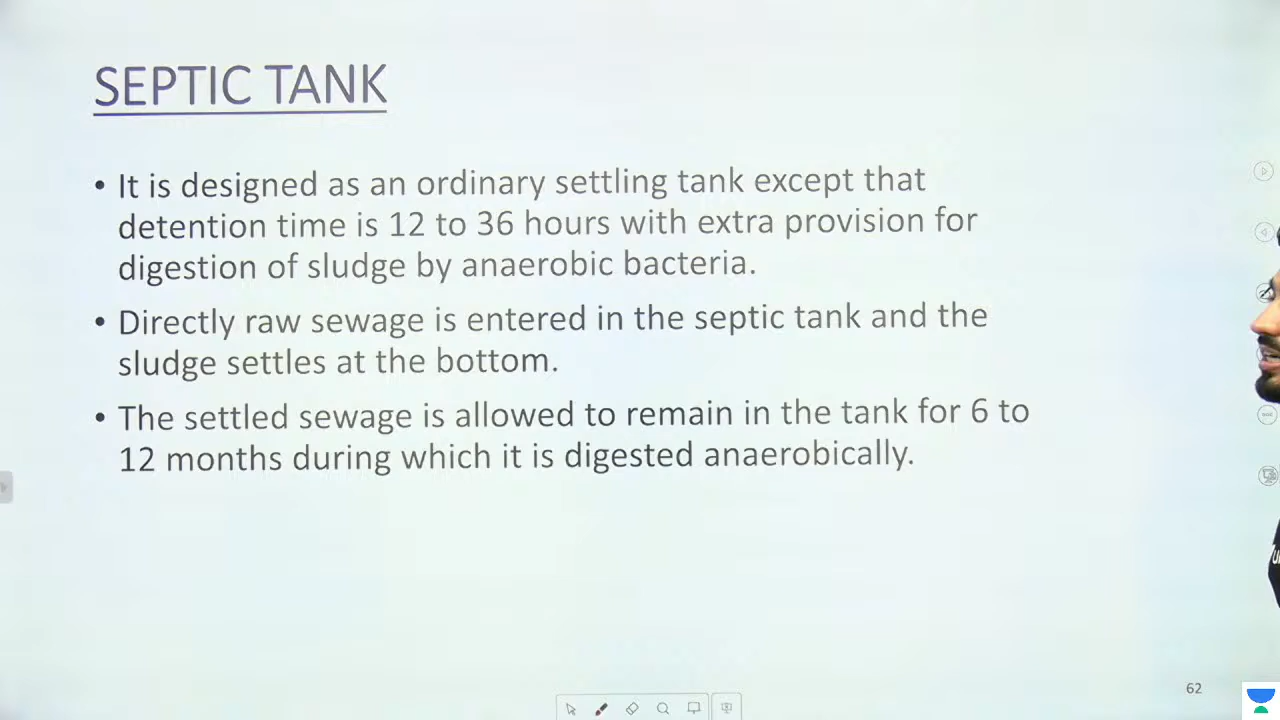 SEPTIC TANK
• It is designed as an ordinary settling tank except that
detention time is 12 to 36 hours with extra provision for
digestion of sludge by anaerobic bacteria.
• Directly raw sewage is entered in the septic tank and the
sludge settles at the bottom.
• The settled sewage is allowed to remain in the tank for 6 to
12 months during which it is digested anaerobically.
62